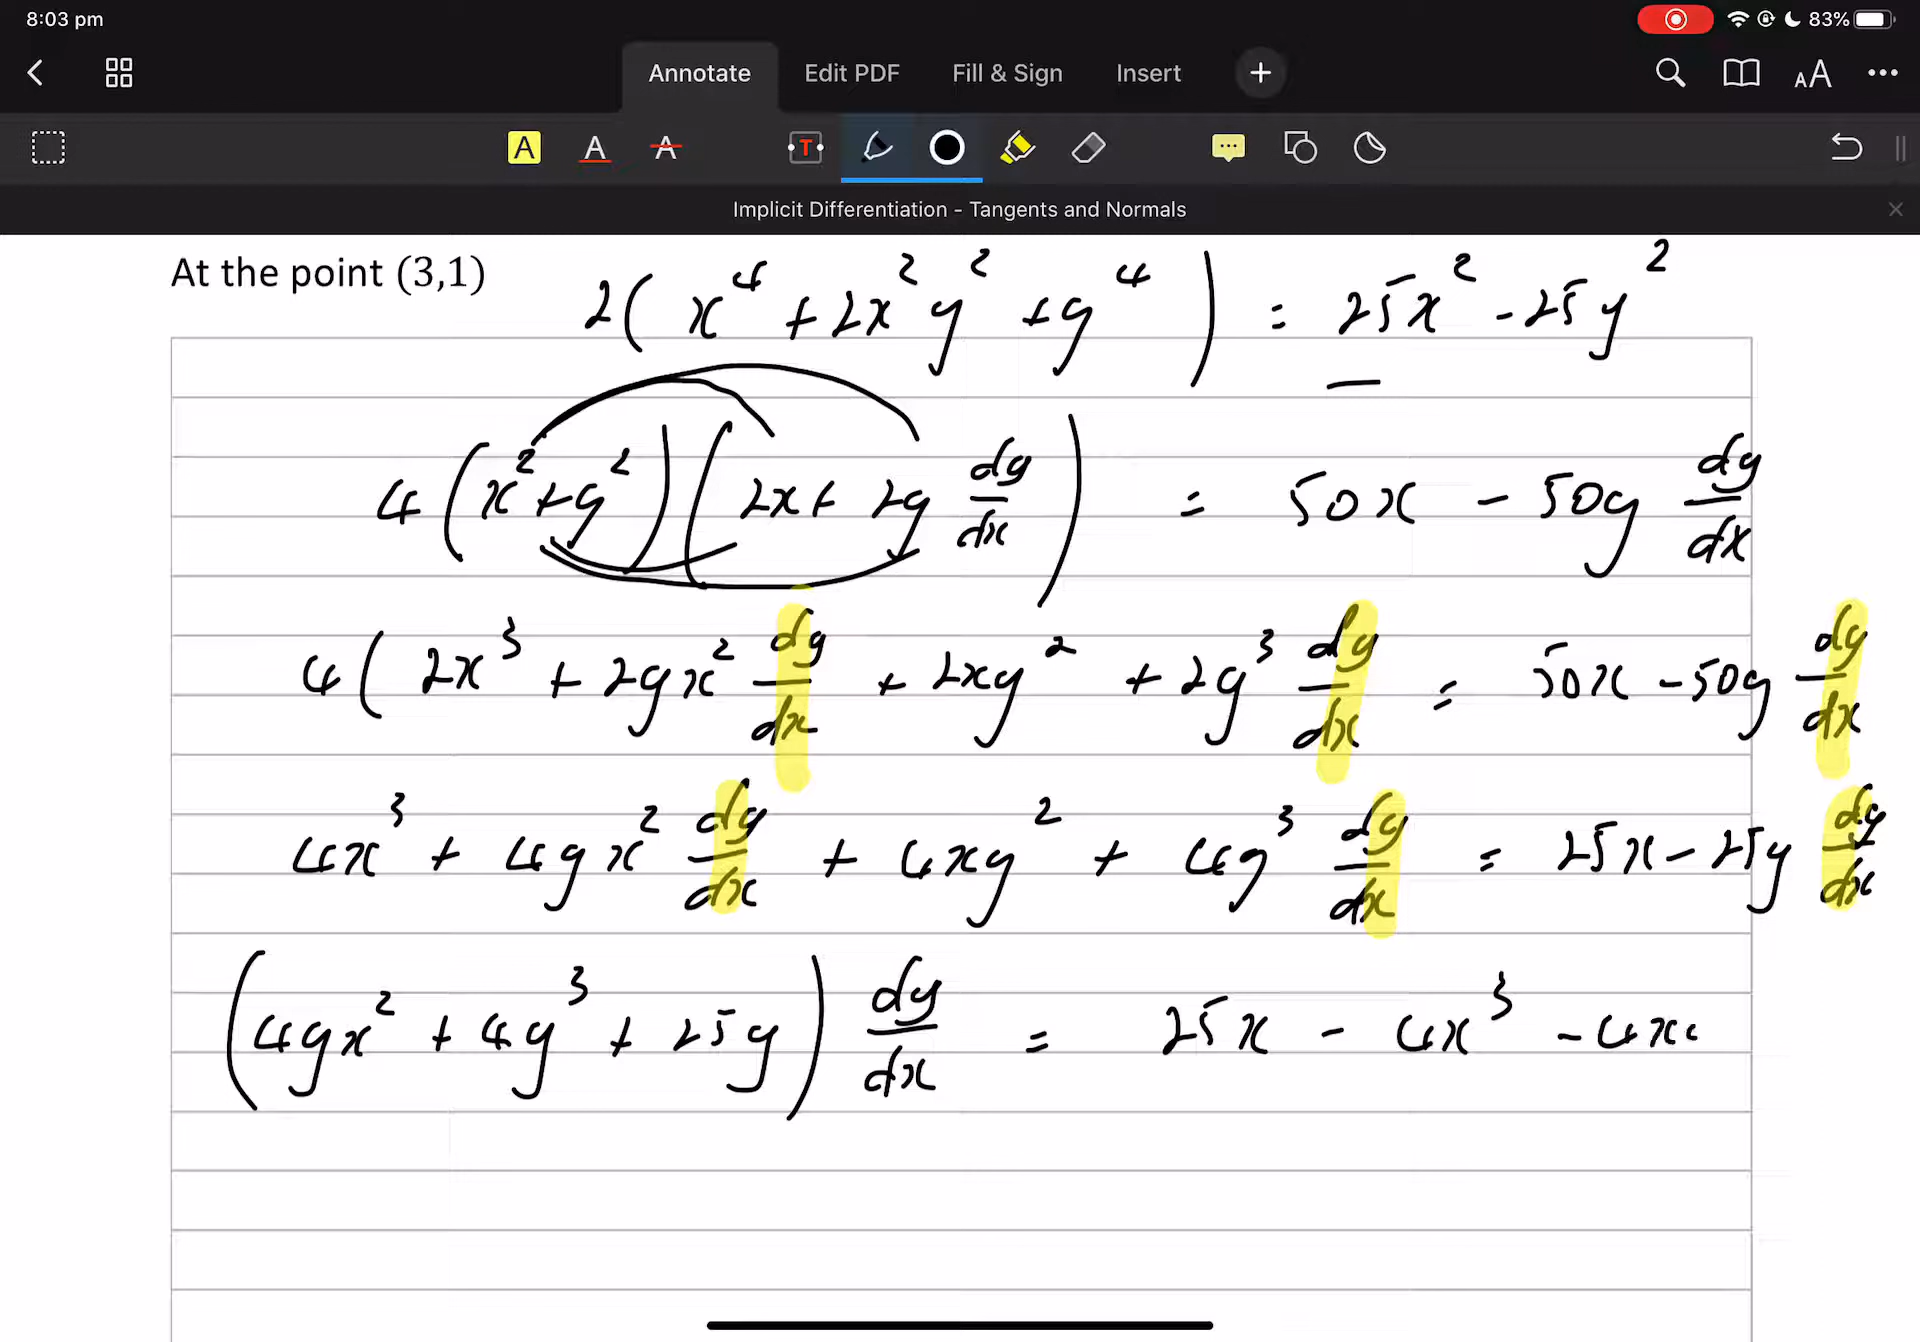 8:03 pm
83%
Annotate Edit PDF Fill & Sign Insert +
AA
A A A T
Implicit Differentiation - Tangents and Normals
At the point (3,1)
2(x⁴ + 2x²y² + y⁴) = 25x² - 25y²
4(x² + y²)(2x + 2y dy/dx) = 50x - 50y dy/dx
4(2x³ + 2yx² dy/dx + 2xy² + 2y³ dy/dx = 50x - 50y dy/dx
4x³ + 4yx² dy/dx + 4xy² + 4y³ dy/dx = 25x - 25y dy/dx
(4yx² + 4y³ + 25y) dy/dx = 25x - 4x³ - 4x